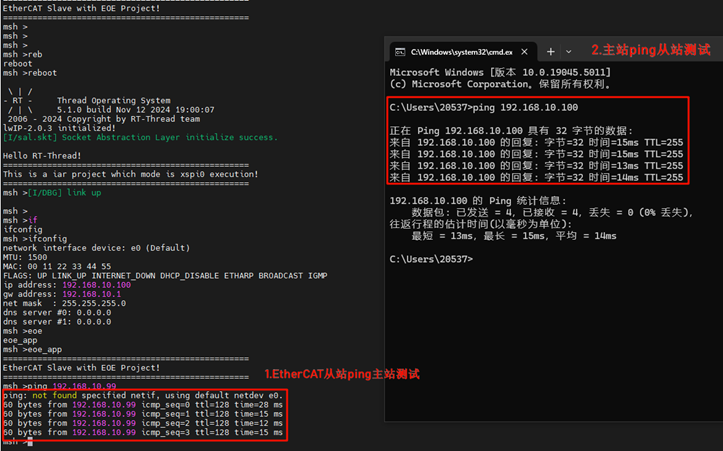 EtherCAT Slave with EOE Project!
==================================================
msh >
msh >
msh >
msh >reb
reboot
msh >reboot
 \ | /
- RT -     Thread Operating System
 / | \     5.1.0 build Nov 12 2024 19:00:07
 2006 - 2024 Copyright by RT-Thread team
lwIP-2.0.3 initialized!
[I/sal.skt] Socket Abstraction Layer initialize success.
Hello RT-Thread!
==================================================
This is a iar project which mode is xspi0 execution!
==================================================
msh >[I/DBG] link up
msh >
msh >if
ifconfig
msh >ifconfig
network interface device: e0 (Default)
MTU: 1500
MAC: 00 11 22 33 44 55
FLAGS: UP LINK_UP INTERNET_DOWN DHCP_DISABLE ETHARP BROADCAST IGMP
ip address: 192.168.10.100
gw address: 192.168.10.1
net mask  : 255.255.255.0
dns server #0: 0.0.0.0
dns server #1: 0.0.0.0
msh >eoe
eoe_app
msh >eoe_app
==================================================
EtherCAT Slave with EOE Project!
==================================================
msh >ping 192.168.10.99
ping: not found specified netif, using default netdev e0.
60 bytes from 192.168.10.99 icmp_seq=0 ttl=128 time=28 ms
60 bytes from 192.168.10.99 icmp_seq=1 ttl=128 time=15 ms
60 bytes from 192.168.10.99 icmp_seq=2 ttl=128 time=12 ms
60 bytes from 192.168.10.99 icmp_seq=3 ttl=128 time=15 ms
msh >
1.EtherCAT从站ping主站测试
C:\Windows\system32\cmd.ex
2.主站ping从站测试
Microsoft Windows [版本 10.0.19045.5011]
(c) Microsoft Corporation。保留所有权利。
C:\Users\20537>ping 192.168.10.100
正在 Ping 192.168.10.100 具有 32 字节的数据:
来自 192.168.10.100 的回复: 字节=32 时间=15ms TTL=255
来自 192.168.10.100 的回复: 字节=32 时间=15ms TTL=255
来自 192.168.10.100 的回复: 字节=32 时间=13ms TTL=255
来自 192.168.10.100 的回复: 字节=32 时间=14ms TTL=255
192.168.10.100 的 Ping 统计信息:
    数据包: 已发送 = 4，已接收 = 4，丢失 = 0 (0% 丢失)，
往返行程的估计时间(以毫秒为单位):
    最短 = 13ms，最长 = 15ms，平均 = 14ms
C:\Users\20537>